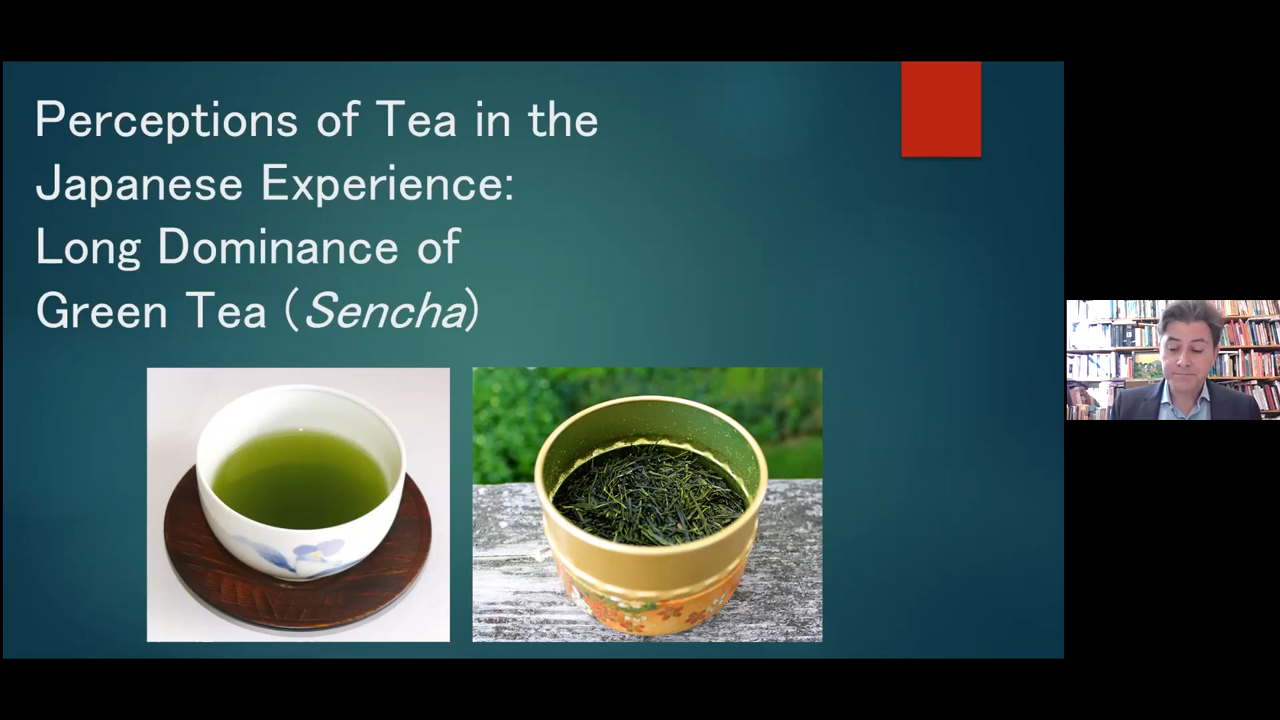 Perceptions of Tea in the
Japanese Experience:
Long Dominance of
Green Tea (Sencha)